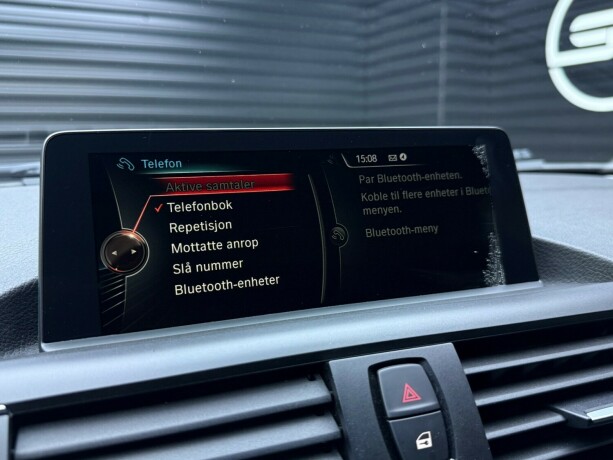 Telefon
Aktive samtaler
✓ Telefonbok
Repetisjon
Mottatte anrop
Slå nummer
Bluetooth-enheter
15:08
Par Bluetooth-enheten.
Koble til flere enheter i
menyen.
Bluetooth-meny